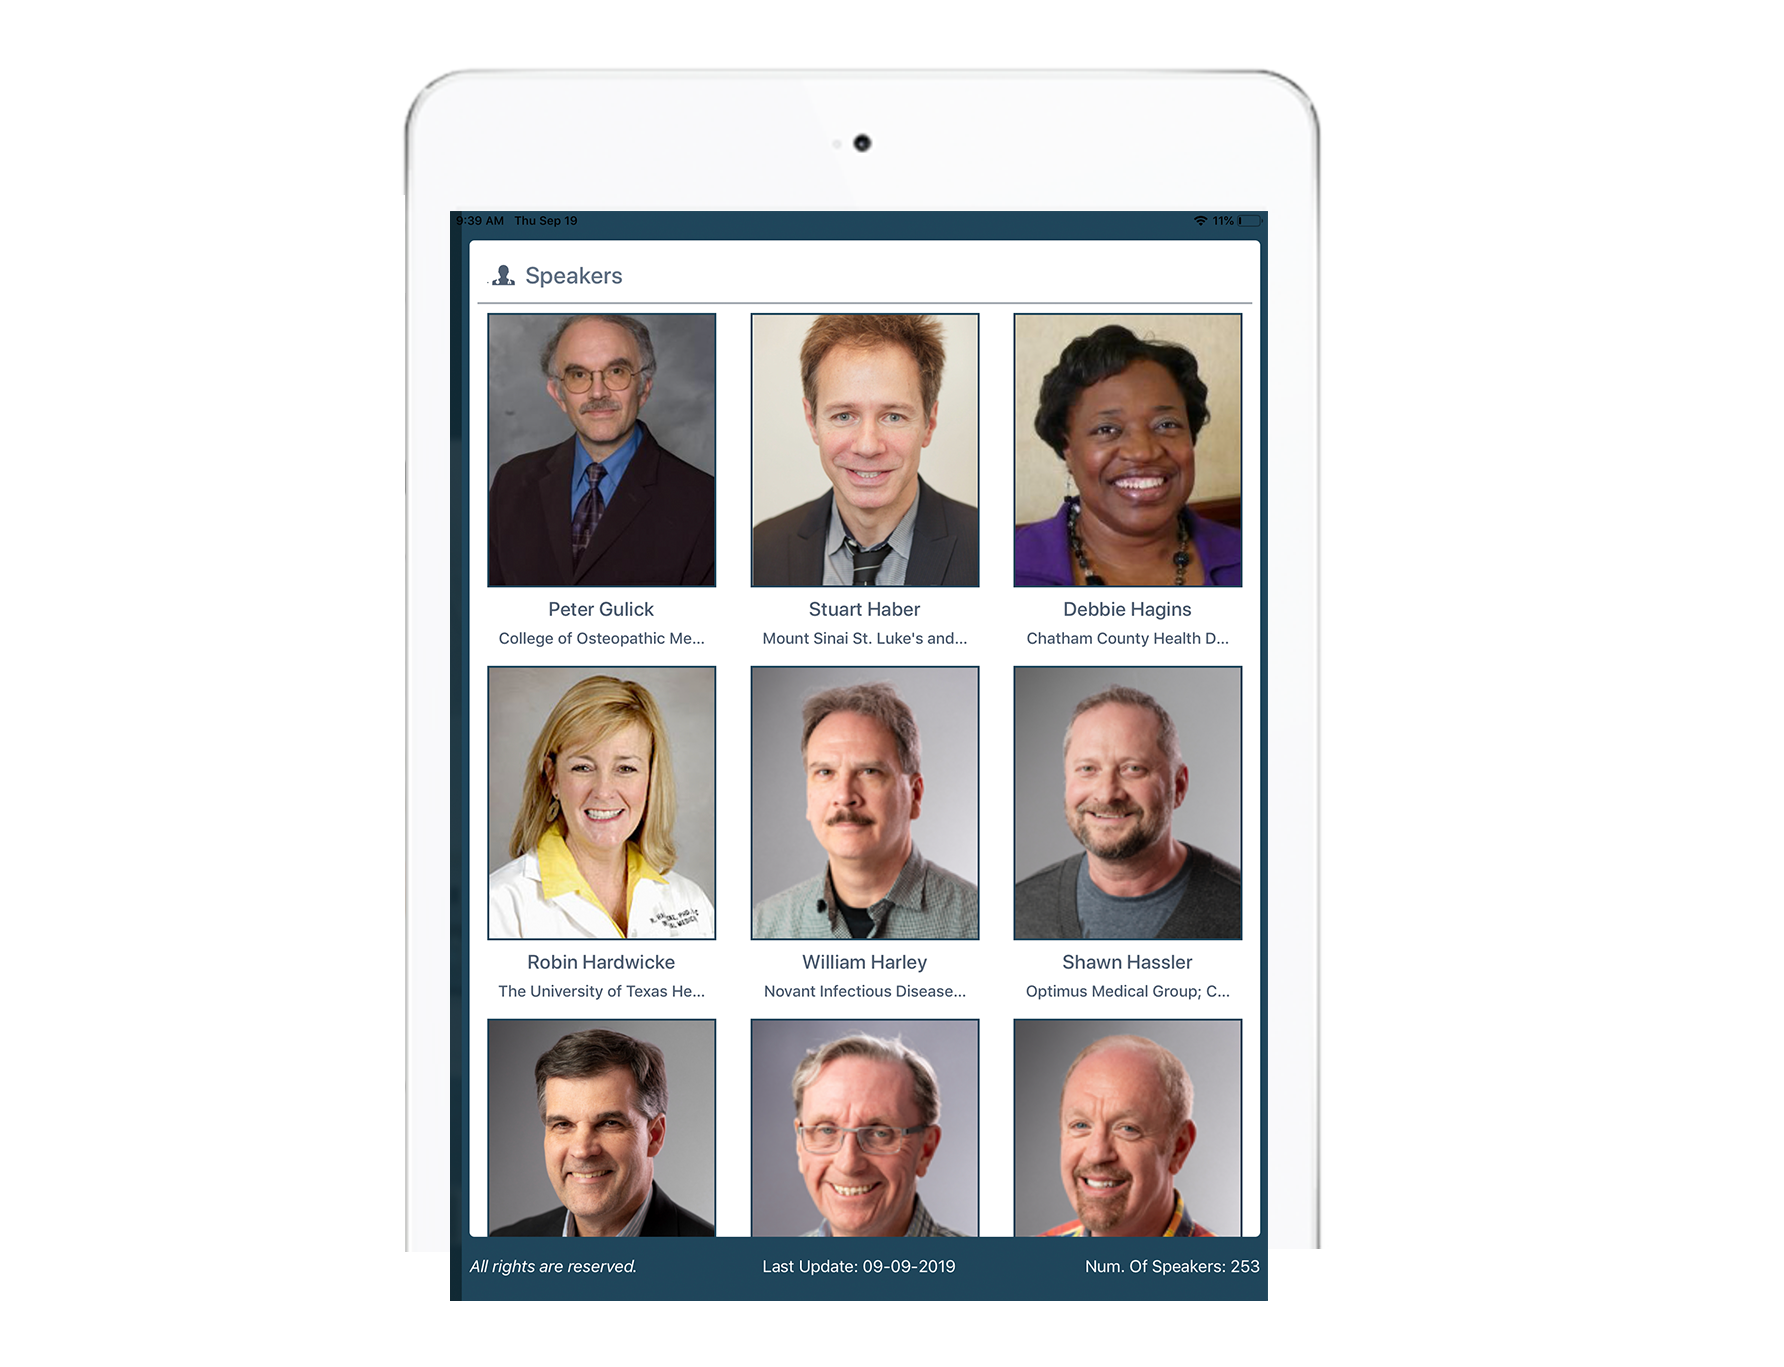 9:39 AM Thu Sep 19
11%
Speakers
Peter Gulick
Stuart Haber
Debbie Hagins
College of Osteopathic Me...
Mount Sinai St. Luke's and...
Chatham County Health D...
Robin Hardwicke
William Harley
Shawn Hassler
The University of Texas He...
Novant Infectious Disease...
Optimus Medical Group; C...
All rights are reserved.
Last Update: 09-09-2019
Num. Of Speakers: 253